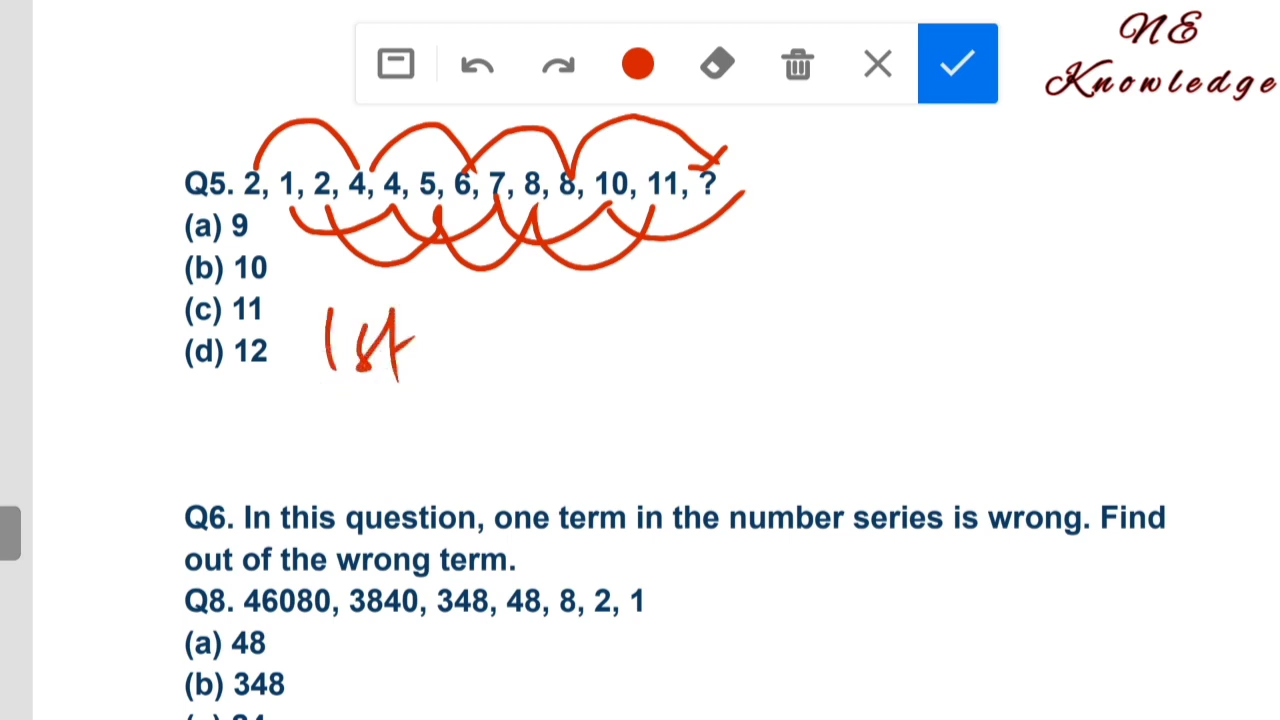 NE
Knowledge
Q5. 2, 1, 2, 4, 4, 5, 6, 7, 8, 8, 10, 11, ?
(a) 9
(b) 10
(c) 11
(d) 12
1st
Q6. In this question, one term in the number series is wrong. Find
out of the wrong term.
Q8. 46080, 3840, 348, 48, 8, 2, 1
(a) 48
(b) 348